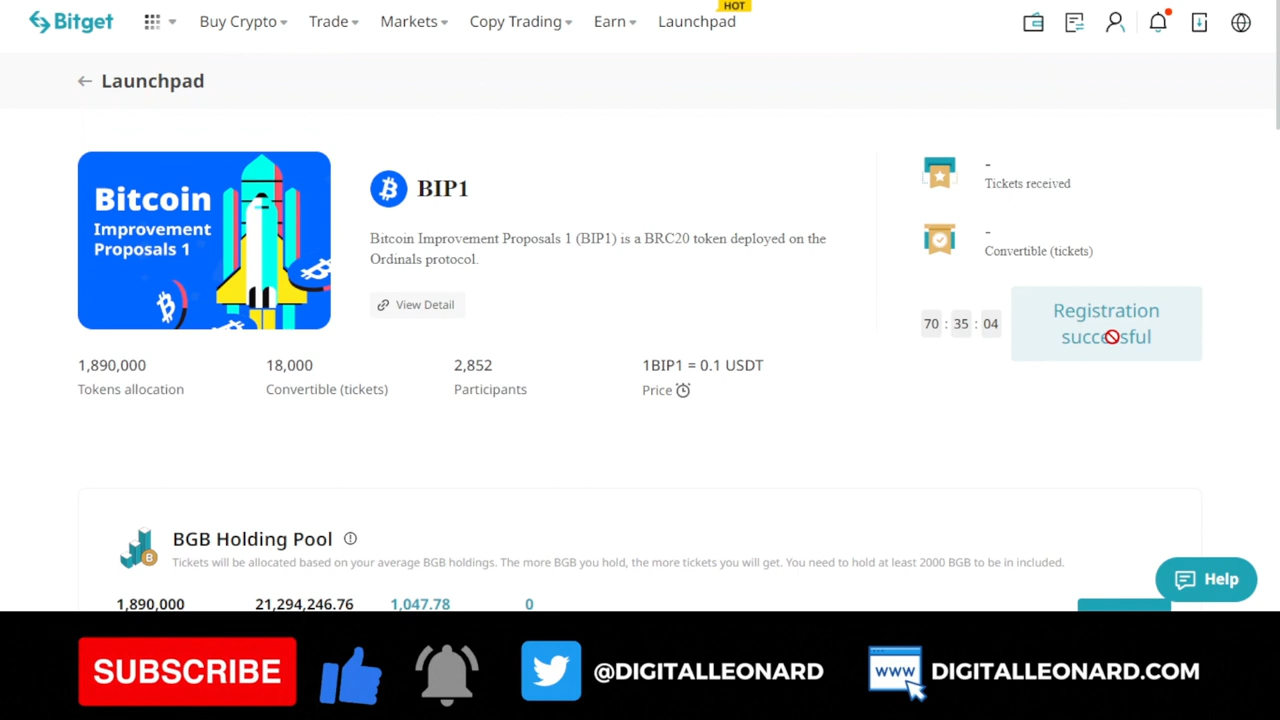 Bitget
Buy Crypto
Trade
Markets
Copy Trading
Earn
Launchpad
HOT
Launchpad
Bitcoin
Improvement
Proposals 1
BIP1
Bitcoin Improvement Proposals 1 (BIP1) is a BRC20 token deployed on the
Ordinals protocol.
View Detail
-
Tickets received
-
Convertible (tickets)
70 : 35 : 04
Registration
successful
1,890,000
Tokens allocation
18,000
Convertible (tickets)
2,852
Participants
1BIP1 = 0.1 USDT
Price
BGB Holding Pool
Tickets will be allocated based on your average BGB holdings. The more BGB you hold, the more tickets you will get. You need to hold at least 2000 BGB to be included.
1,890,000
21,294,246.76
1,047.78
0
Help
SUBSCRIBE
@DIGITALLEONARD
WWW
DIGITALLEONARD.COM